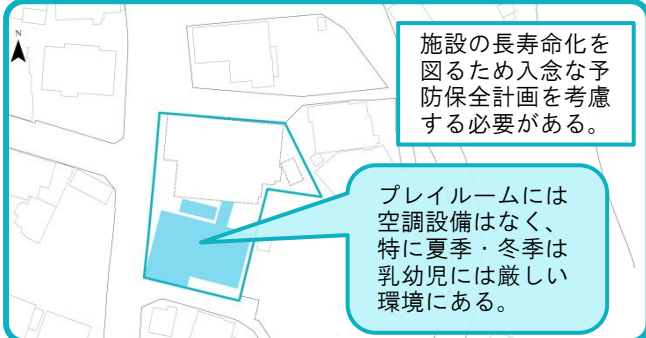 N
施設の長寿命化を
図るため入念な予
防保全計画を考慮
する必要がある。
プレイルームには
空調設備はなく、
特に夏季・冬季は
乳幼児には厳しい
環境にある。